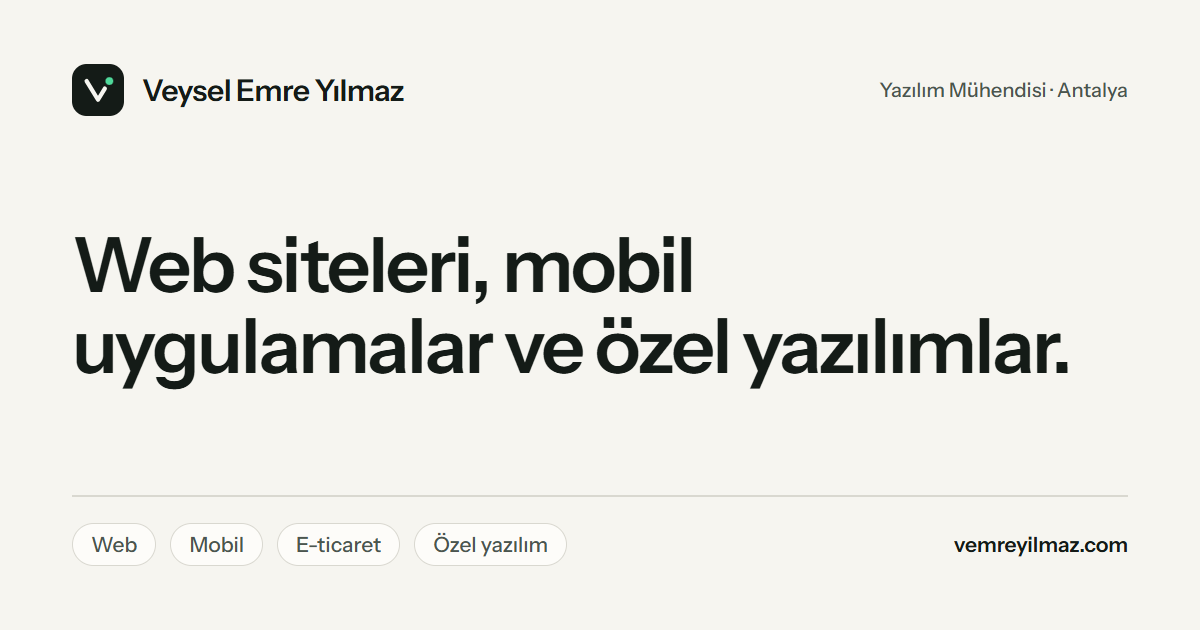 Veysel Emre Yılmaz
Yazılım Mühendisi · Antalya
Web siteleri, mobil
uygulamalar ve özel yazılımlar.
Web
Mobil
E-ticaret
Özel yazılım
vemreyilmaz.com